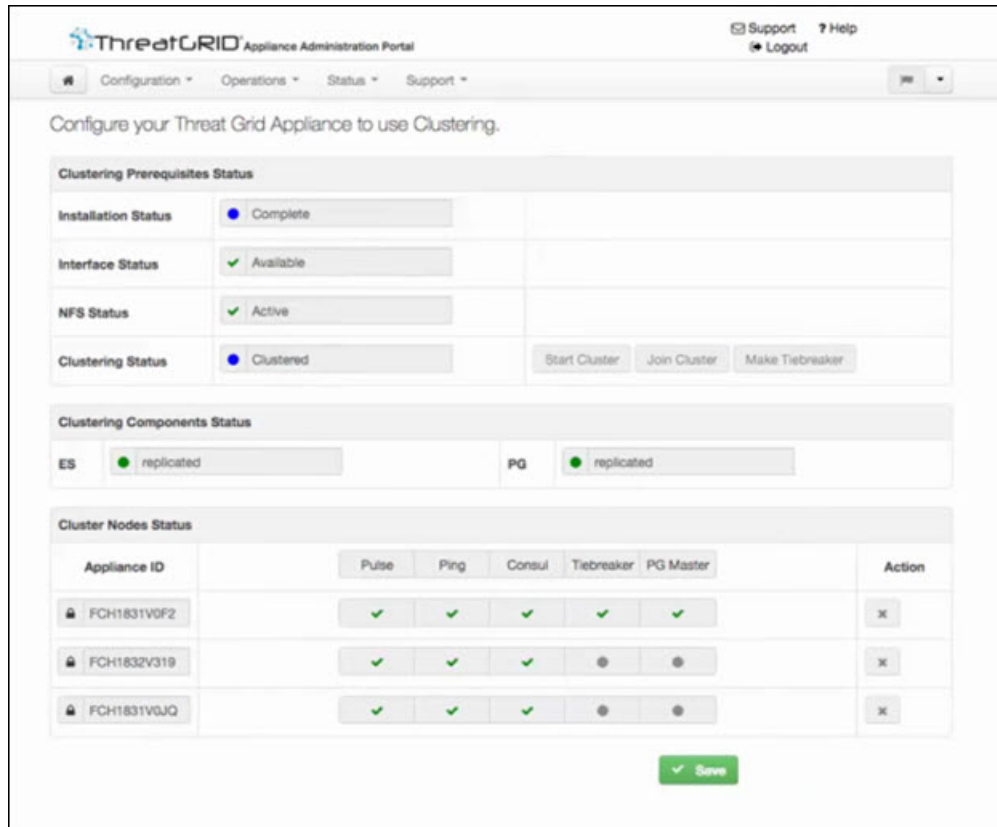 ThreatGRID® Appliance Administration Portal
Support ? Help
Logout
Configuration Operations Status Support
Configure your Threat Grid Appliance to use Clustering.
Clustering Prerequisites Status
Installation Status Complete
Interface Status Available
NFS Status Active
Clustering Status Clustered Start Cluster Join Cluster Make Tiebreaker
Clustering Components Status
ES replicated PG replicated
Cluster Nodes Status
Appliance ID Pulse Ping Consul Tiebreaker PG Master Action
FCH1831V0F2
FCH1832V319
FCH1831V0JQ
Save